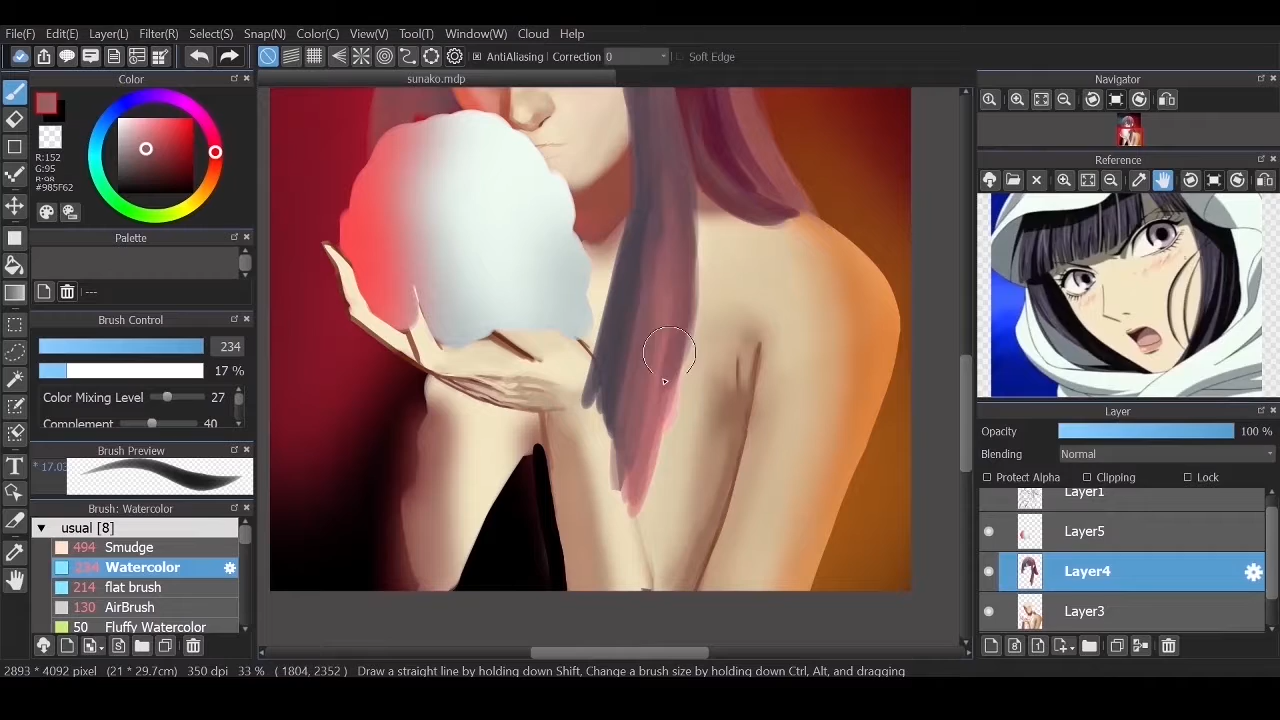 File(F) Edit(E) Layer(L) Filter(R) Select(S) Snap(N) Color(C) View(V) Tool(T) Window(W) Cloud Help
AntiAliasing Correction 0 Soft Edge
Color
sunako.mdp
Navigator
R:152
G:95
B:98
#985F62
Reference
Palette
---
Brush Control
234
17 %
Color Mixing Level 27
Complement 40
Layer
Opacity 100 %
Blending Normal
Protect Alpha Clipping Lock
Brush Preview
* 17.03
Layer1
Brush: Watercolor
usual [8]
Layer5
494 Smudge
234 Watercolor
Layer4
214 flat brush
130 AirBrush
Layer3
50 Fluffy Watercolor
2893 * 4092 pixel (21 * 29.7cm) 350 dpi 33 % ( 1804, 2352 ) Draw a straight line by holding down Shift, Change a brush size by holding down Ctrl, Alt, and dragging